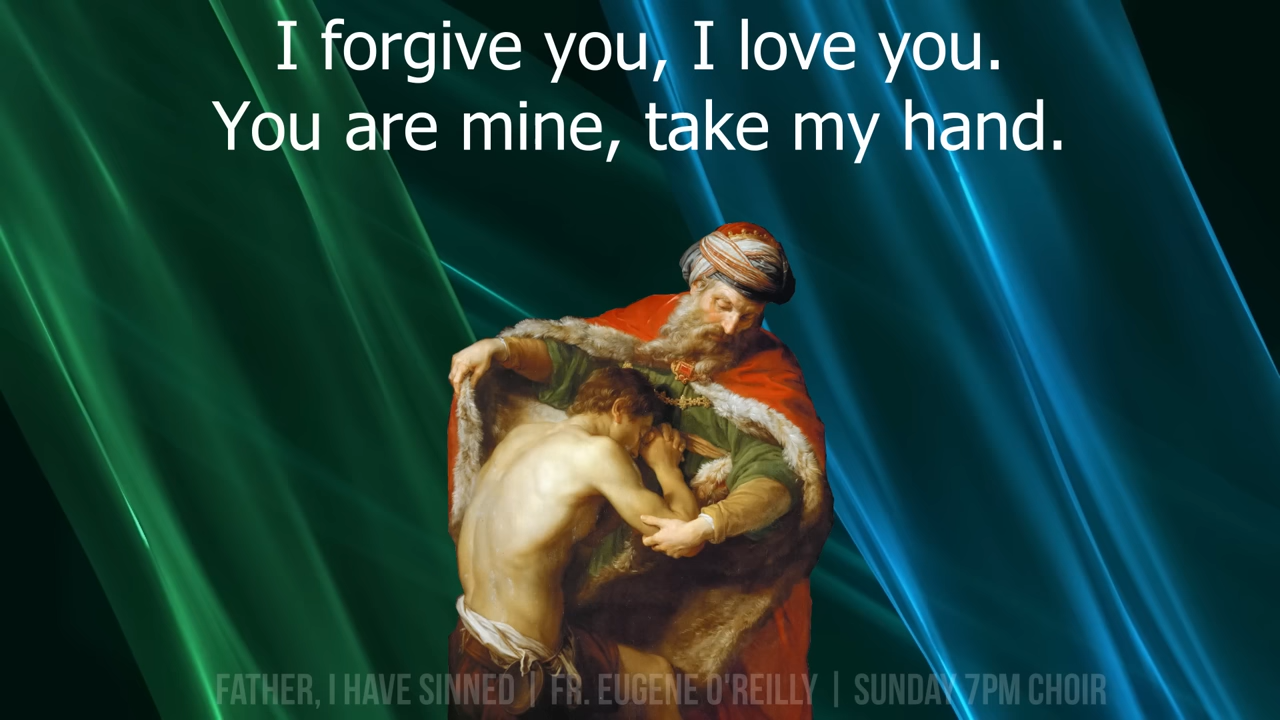 I forgive you, I love you.
You are mine, take my hand.
FATHER, I HAVE SINNED | FR. EUGENE O'REILLY | SUNDAY 7PM CHOIR